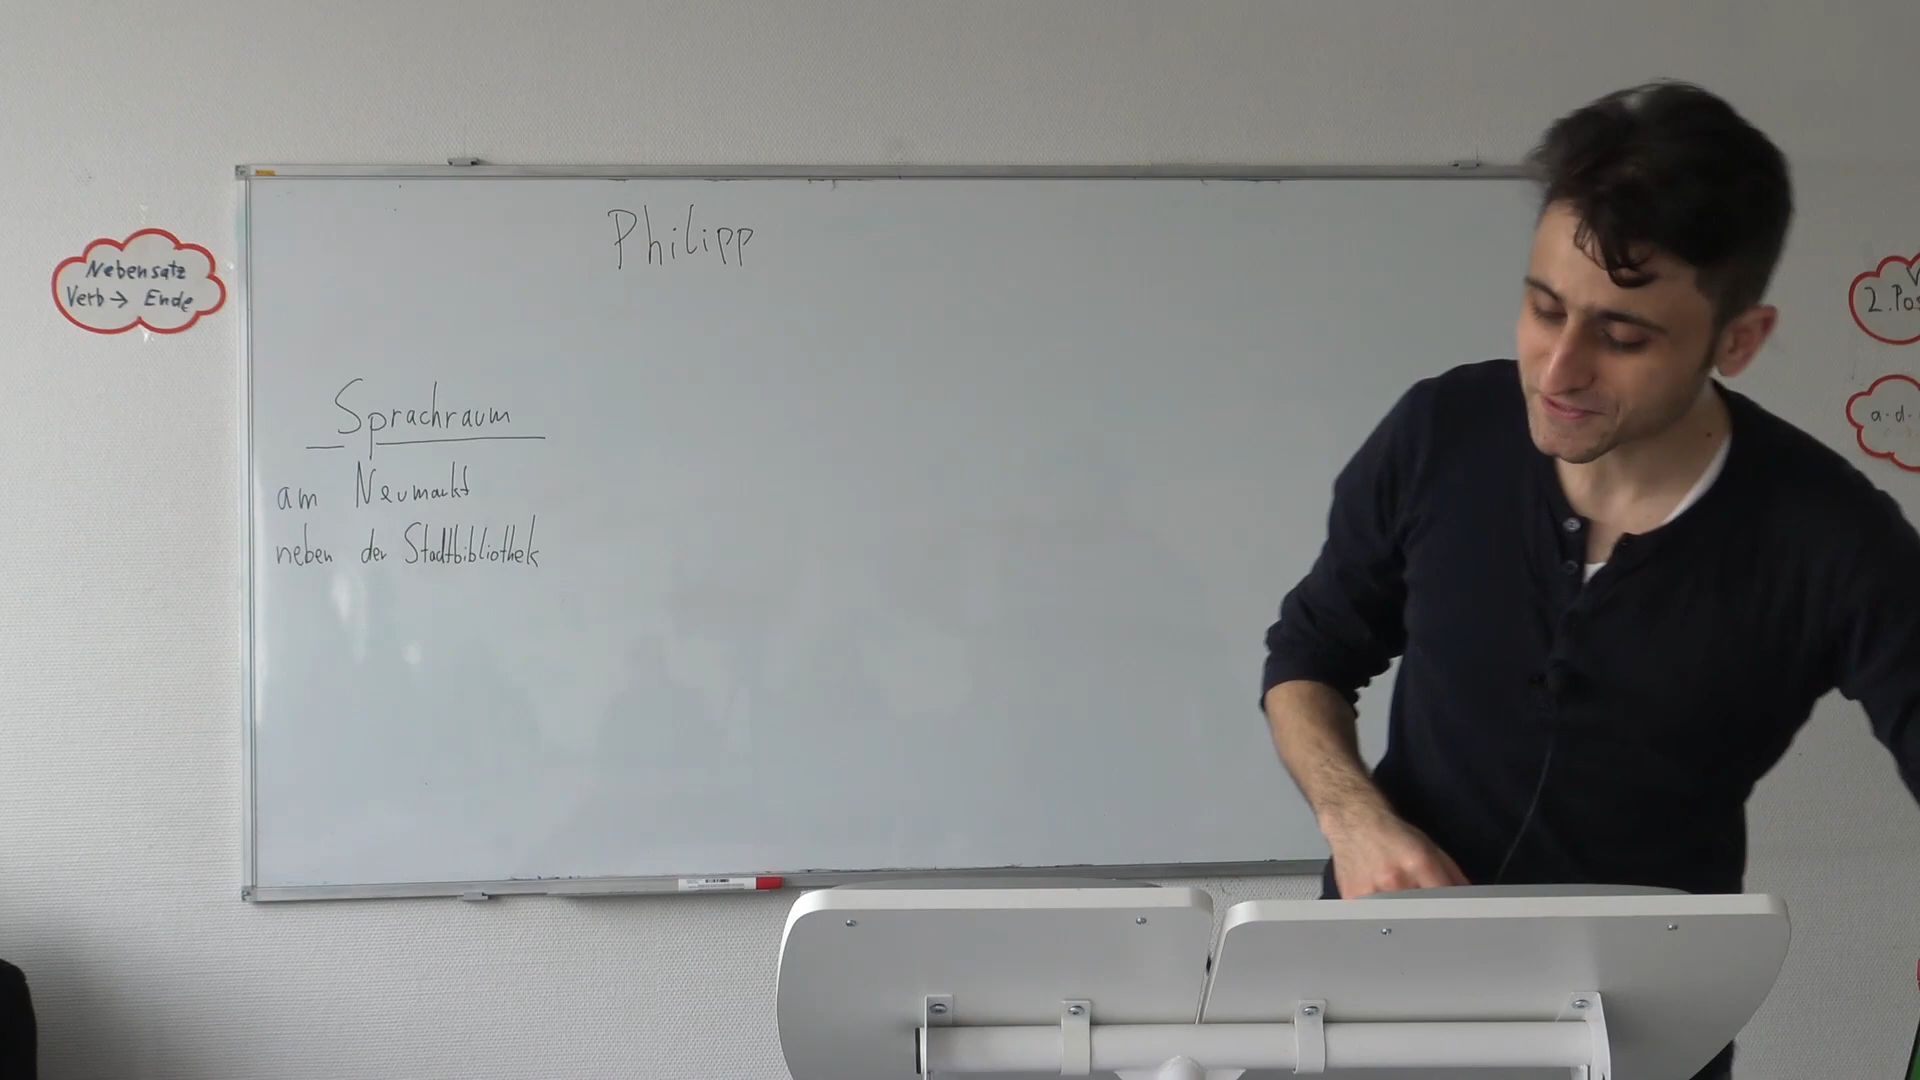 Philipp
Nebensatz
Verb → Ende
Sprachraum
am Neumarkt
neben der Stadtbibliothek
2. Pos
a·d·